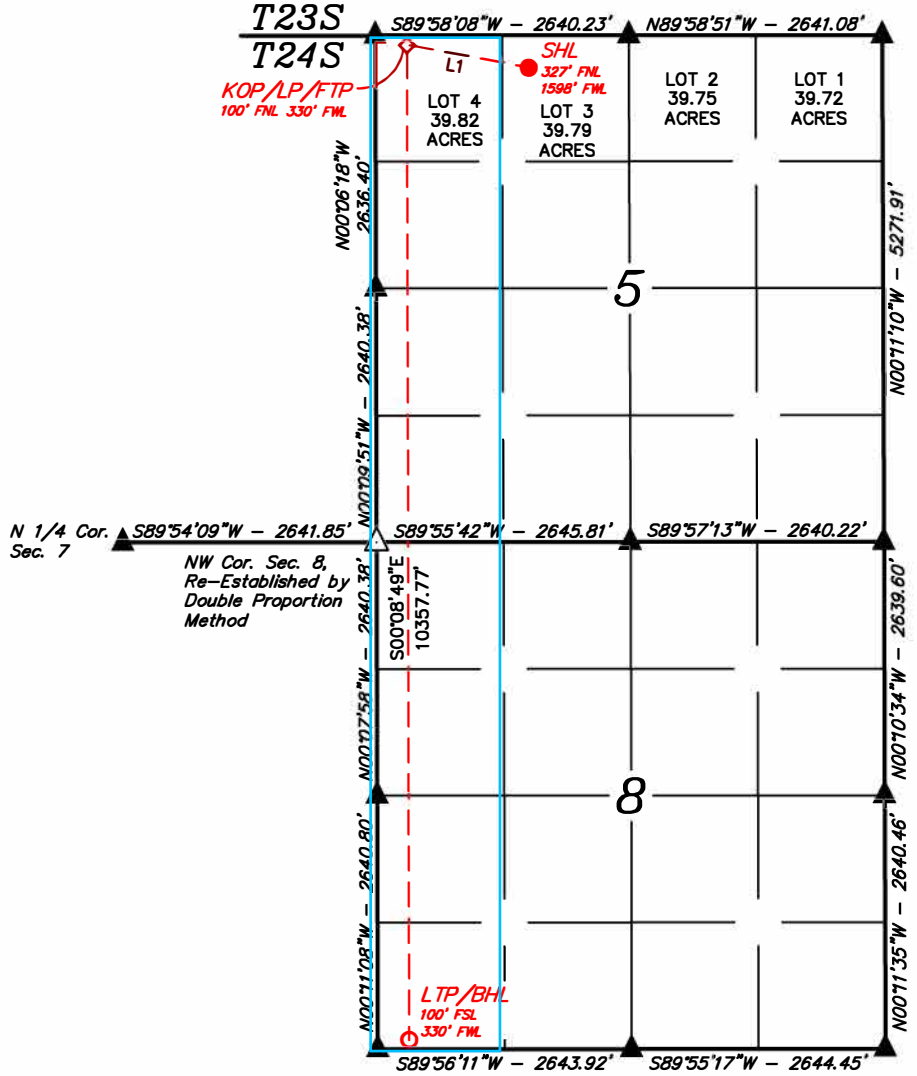 T23S
T24S
S89°58'08"W - 2640.23'
N89°58'51"W - 2641.08'
KOP/LP/FTP
100' FNL 330' FWL
L1
SHL
327' FNL
1598' FWL
LOT 4
39.82
ACRES
LOT 3
39.79
ACRES
LOT 2
39.75
ACRES
LOT 1
39.72
ACRES
N00°06'18"W
2636.40'
N00°11'10"W - 5271.91'
5
N00°09'51"W - 2640.38'
N 1/4 Cor.
Sec. 7
S89°54'09"W - 2641.85'
S89°55'42"W - 2645.81'
S89°57'13"W - 2640.22'
NW Cor. Sec. 8,
Re-Established by
Double Proportion
Method
S00°08'49"E
10357.77'
N00°07'58"W - 2640.38'
N00°10'34"W - 2639.60'
8
N00°11'08"W - 2640.80'
N00°11'35"W - 2640.46'
LTP/BHL
100' FSL
330' FWL
S89°56'11"W - 2643.92'
S89°55'17"W - 2644.45'